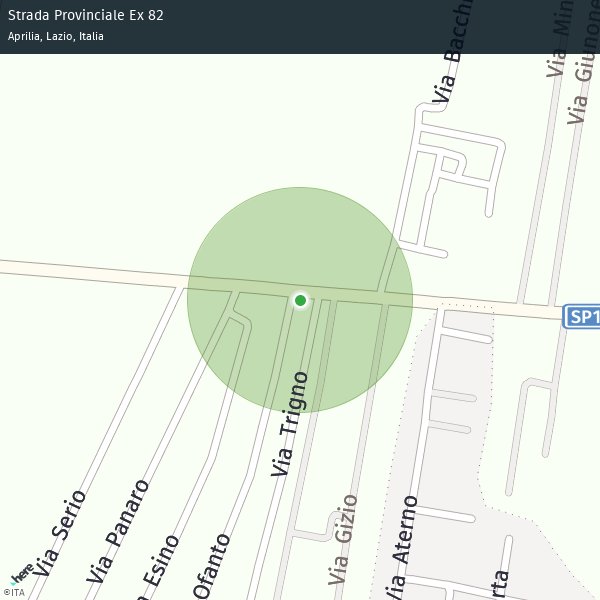 Strada Provinciale Ex 82
Aprilia, Lazio, Italia
Via Bacchi
Via Min
Via Giunone
SP1
Via Trigno
Via Serio
Via Panaro
Esino
Ofanto
Via Gizio
Via Aterno
rta
here
©ITA